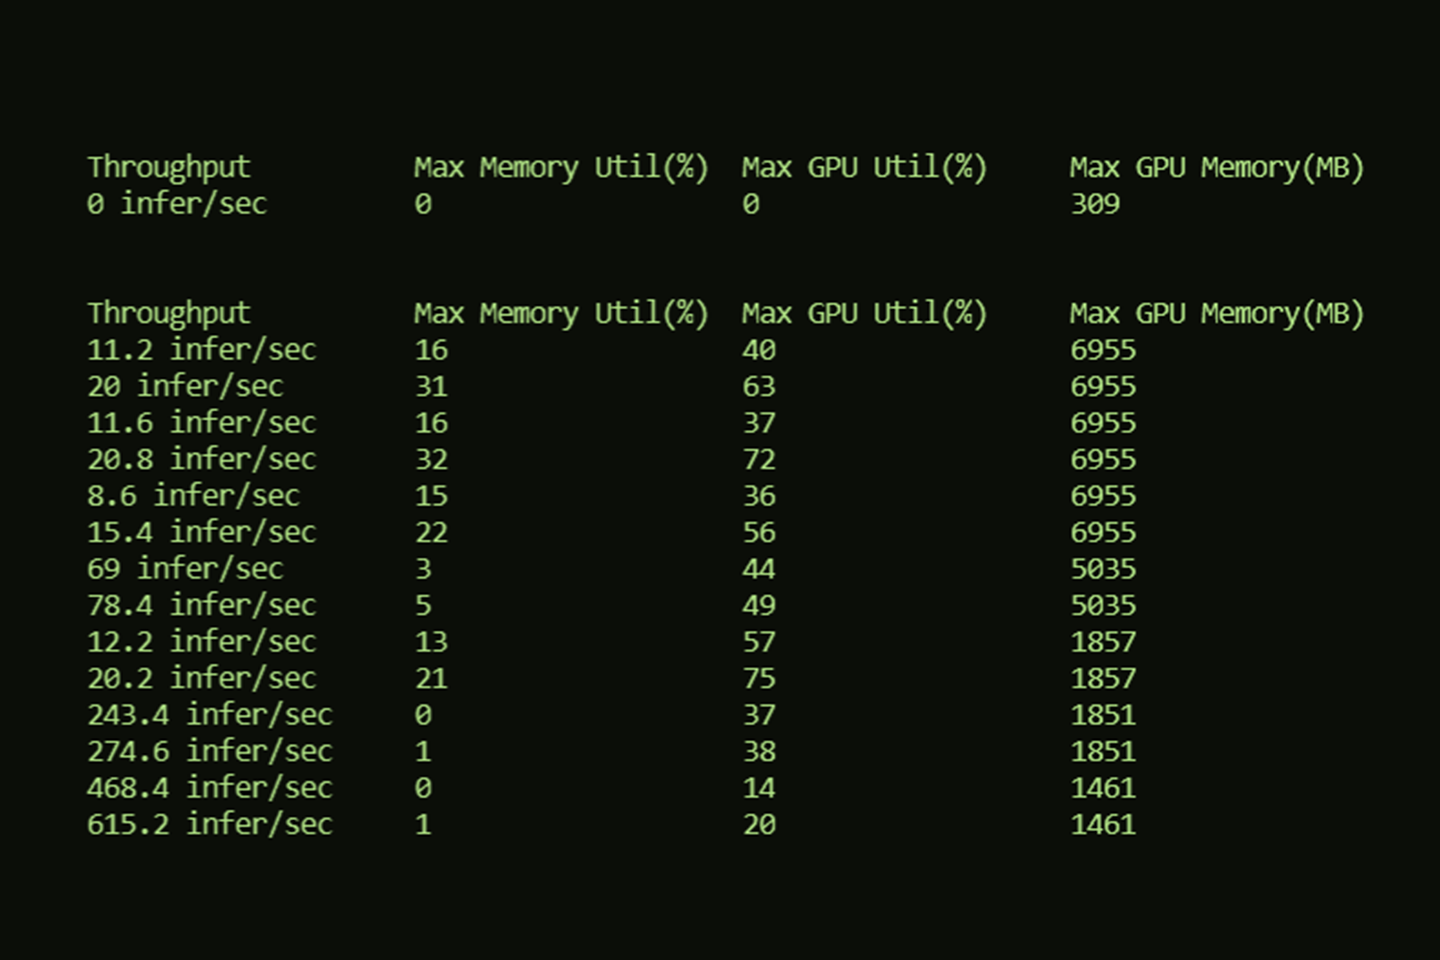 Throughput Max Memory Util(%) Max GPU Util(%) Max GPU Memory(MB)
0 infer/sec 0 0 309
Throughput Max Memory Util(%) Max GPU Util(%) Max GPU Memory(MB)
11.2 infer/sec 16 40 6955
20 infer/sec 31 63 6955
11.6 infer/sec 16 37 6955
20.8 infer/sec 32 72 6955
8.6 infer/sec 15 36 6955
15.4 infer/sec 22 56 6955
69 infer/sec 3 44 5035
78.4 infer/sec 5 49 5035
12.2 infer/sec 13 57 1857
20.2 infer/sec 21 75 1857
243.4 infer/sec 0 37 1851
274.6 infer/sec 1 38 1851
468.4 infer/sec 0 14 1461
615.2 infer/sec 1 20 1461